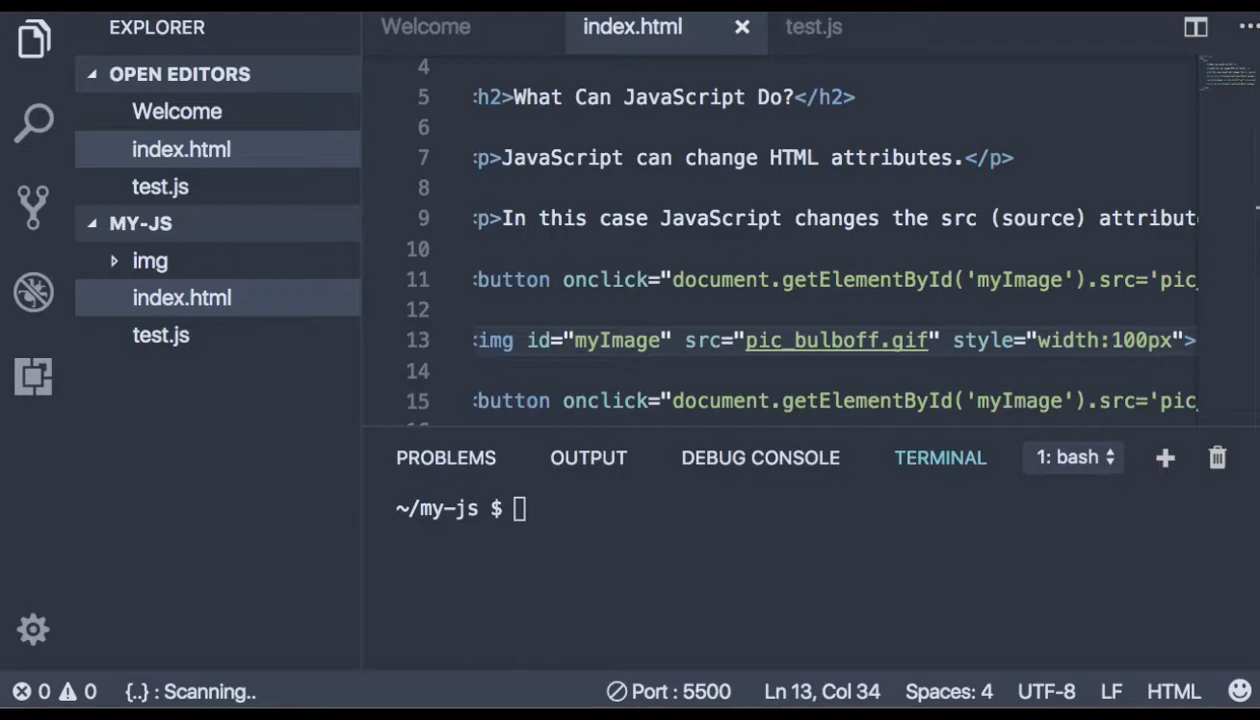 EXPLORER
OPEN EDITORS
Welcome
index.html
test.js
MY-JS
img
index.html
test.js
Welcome
index.html
test.js
4
5 <h2>What Can JavaScript Do?</h2>
6
7 <p>JavaScript can change HTML attributes.</p>
8
9 <p>In this case JavaScript changes the src (source) attribut
10
11 <button onclick="document.getElementById('myImage').src='pic_
12
13 <img id="myImage" src="pic_bulboff.gif" style="width:100px">
14
15 <button onclick="document.getElementById('myImage').src='pic_
PROBLEMS OUTPUT DEBUG CONSOLE TERMINAL 1: bash
~/my-js $
0 0 {..} : Scanning.. Port : 5500 Ln 13, Col 34 Spaces: 4 UTF-8 LF HTML